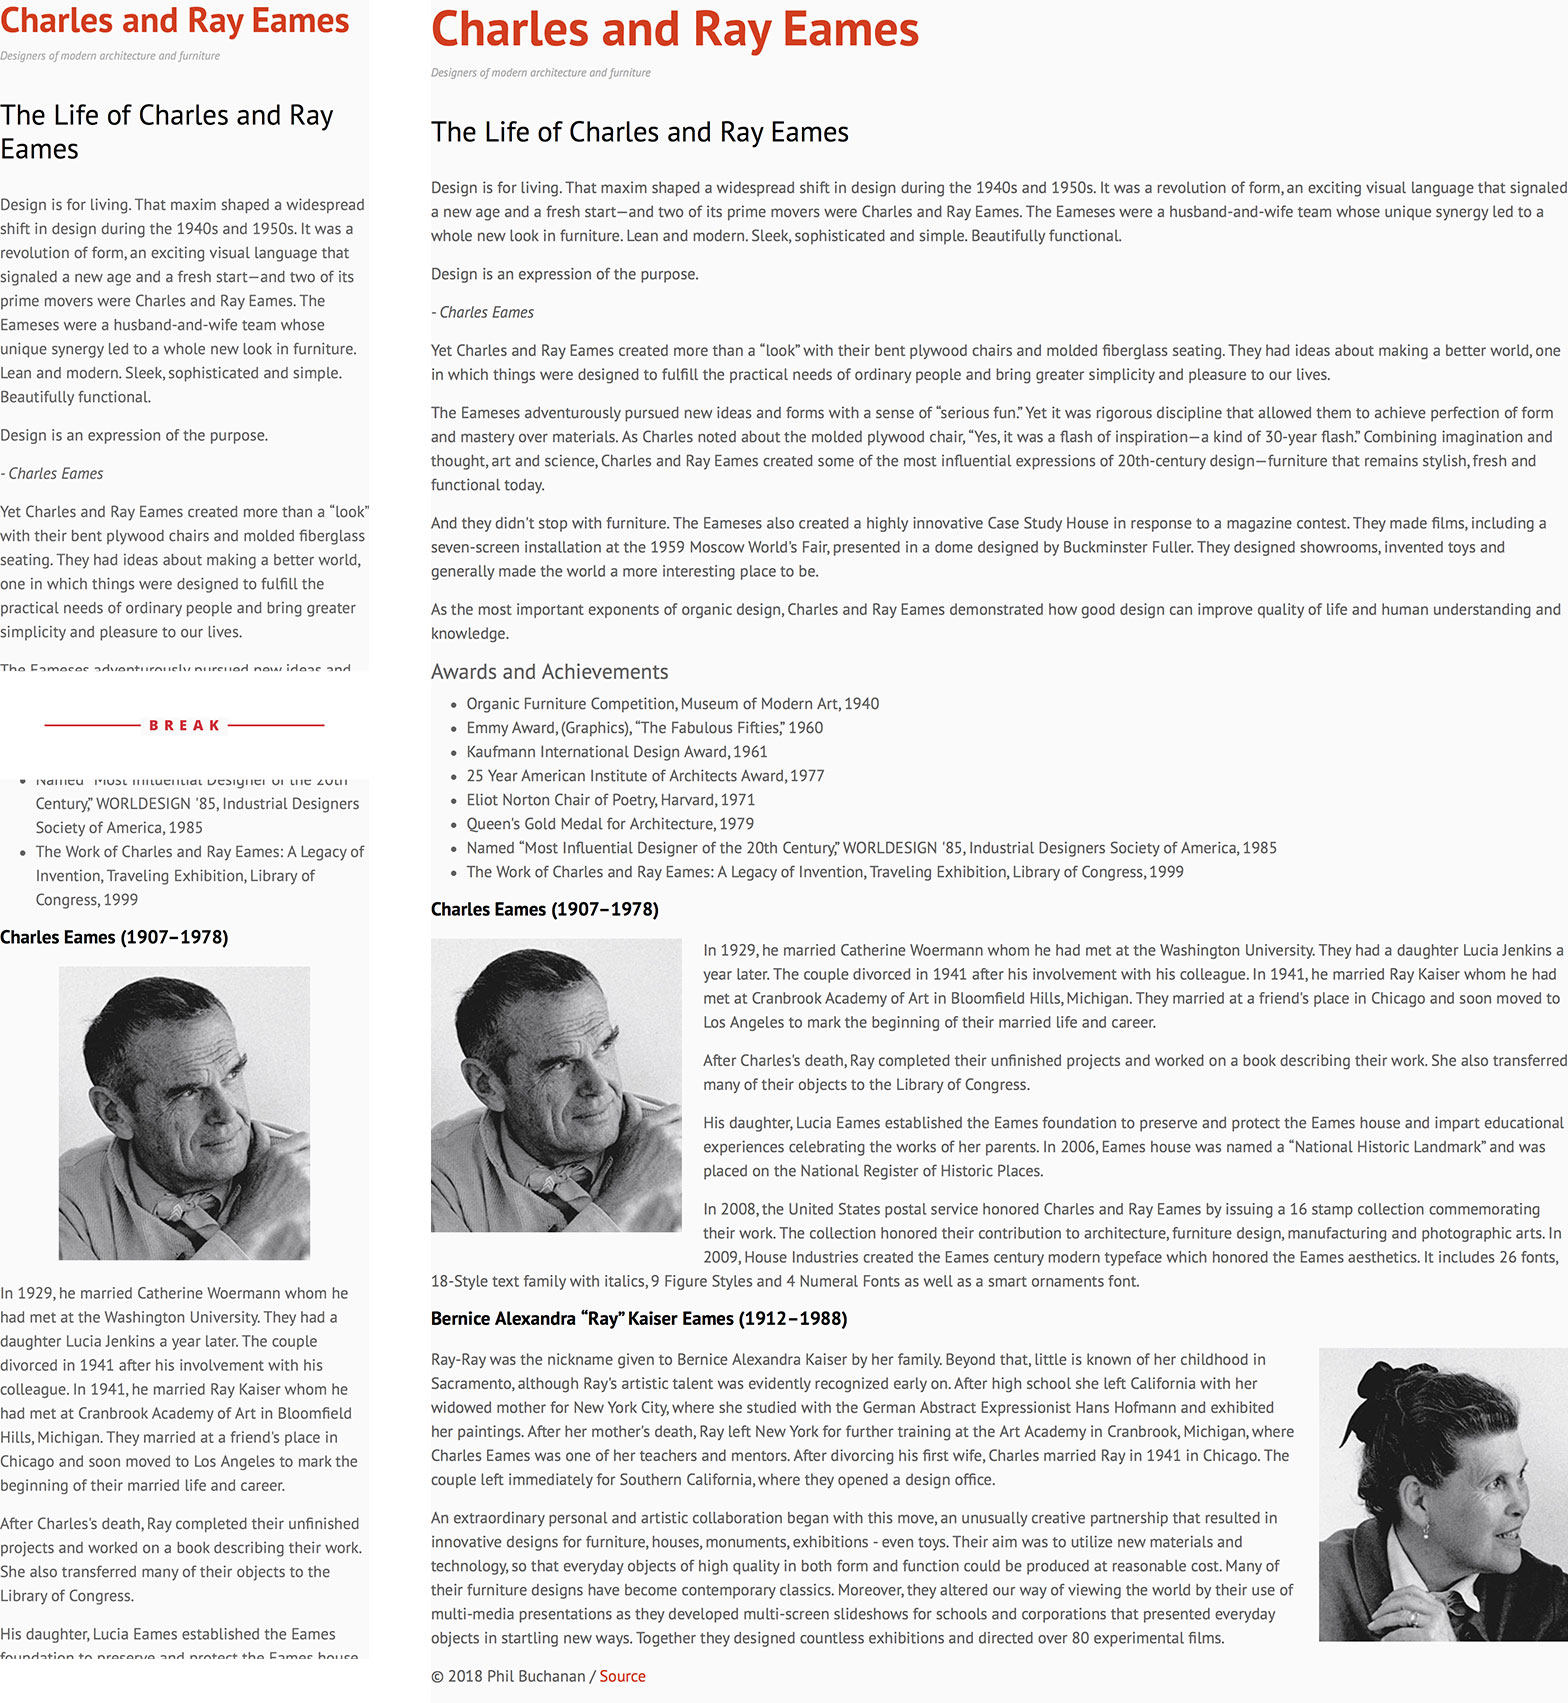 Charles and Ray Eames
Designers of modern architecture and furniture
The Life of Charles and Ray
Eames
Design is for living. That maxim shaped a widespread
shift in design during the 1940s and 1950s. It was a
revolution of form, an exciting visual language that
signaled a new age and a fresh start—and two of its
prime movers were Charles and Ray Eames. The
Eameses were a husband-and-wife team whose
unique synergy led to a whole new look in furniture.
Lean and modern. Sleek, sophisticated and simple.
Beautifully functional.
Design is an expression of the purpose.
- Charles Eames
Yet Charles and Ray Eames created more than a “look”
with their bent plywood chairs and molded fiberglass
seating. They had ideas about making a better world,
one in which things were designed to fulfill the
practical needs of ordinary people and bring greater
simplicity and pleasure to our lives.
The Eameses adventurously pursued new ideas and
BREAK
• Named “Most Influential Designer of the 20th
Century,” WORLDESIGN '85, Industrial Designers
Society of America, 1985
• The Work of Charles and Ray Eames: A Legacy of
Invention, Traveling Exhibition, Library of
Congress, 1999
Charles Eames (1907–1978)
In 1929, he married Catherine Woermann whom he
had met at the Washington University. They had a
daughter Lucia Jenkins a year later. The couple
divorced in 1941 after his involvement with his
colleague. In 1941, he married Ray Kaiser whom he
had met at Cranbrook Academy of Art in Bloomfield
Hills, Michigan. They married at a friend's place in
Chicago and soon moved to Los Angeles to mark the
beginning of their married life and career.
After Charles's death, Ray completed their unfinished
projects and worked on a book describing their work.
She also transferred many of their objects to the
Library of Congress.
His daughter, Lucia Eames established the Eames
foundation to preserve and protect the Eames house
Charles and Ray Eames
Designers of modern architecture and furniture
The Life of Charles and Ray Eames
Design is for living. That maxim shaped a widespread shift in design during the 1940s and 1950s. It was a revolution of form, an exciting visual language that signaled
a new age and a fresh start—and two of its prime movers were Charles and Ray Eames. The Eameses were a husband-and-wife team whose unique synergy led to a
whole new look in furniture. Lean and modern. Sleek, sophisticated and simple. Beautifully functional.
Design is an expression of the purpose.
- Charles Eames
Yet Charles and Ray Eames created more than a “look” with their bent plywood chairs and molded fiberglass seating. They had ideas about making a better world, one
in which things were designed to fulfill the practical needs of ordinary people and bring greater simplicity and pleasure to our lives.
The Eameses adventurously pursued new ideas and forms with a sense of “serious fun.” Yet it was rigorous discipline that allowed them to achieve perfection of form
and mastery over materials. As Charles noted about the molded plywood chair, “Yes, it was a flash of inspiration—a kind of 30-year flash.” Combining imagination and
thought, art and science, Charles and Ray Eames created some of the most influential expressions of 20th-century design—furniture that remains stylish, fresh and
functional today.
And they didn't stop with furniture. The Eameses also created a highly innovative Case Study House in response to a magazine contest. They made films, including a
seven-screen installation at the 1959 Moscow World's Fair, presented in a dome designed by Buckminster Fuller. They designed showrooms, invented toys and
generally made the world a more interesting place to be.
As the most important exponents of organic design, Charles and Ray Eames demonstrated how good design can improve quality of life and human understanding and
knowledge.
Awards and Achievements
• Organic Furniture Competition, Museum of Modern Art, 1940
• Emmy Award, (Graphics), “The Fabulous Fifties,” 1960
• Kaufmann International Design Award, 1961
• 25 Year American Institute of Architects Award, 1977
• Eliot Norton Chair of Poetry, Harvard, 1971
• Queen's Gold Medal for Architecture, 1979
• Named “Most Influential Designer of the 20th Century,” WORLDESIGN '85, Industrial Designers Society of America, 1985
• The Work of Charles and Ray Eames: A Legacy of Invention, Traveling Exhibition, Library of Congress, 1999
Charles Eames (1907–1978)
In 1929, he married Catherine Woermann whom he had met at the Washington University. They had a daughter Lucia Jenkins a
year later. The couple divorced in 1941 after his involvement with his colleague. In 1941, he married Ray Kaiser whom he had
met at Cranbrook Academy of Art in Bloomfield Hills, Michigan. They married at a friend's place in Chicago and soon moved to
Los Angeles to mark the beginning of their married life and career.
After Charles's death, Ray completed their unfinished projects and worked on a book describing their work. She also transferred
many of their objects to the Library of Congress.
His daughter, Lucia Eames established the Eames foundation to preserve and protect the Eames house and impart educational
experiences celebrating the works of her parents. In 2006, Eames house was named a “National Historic Landmark” and was
placed on the National Register of Historic Places.
In 2008, the United States postal service honored Charles and Ray Eames by issuing a 16 stamp collection commemorating
their work. The collection honored their contribution to architecture, furniture design, manufacturing and photographic arts. In
2009, House Industries created the Eames century modern typeface which honored the Eames aesthetics. It includes 26 fonts,
18-Style text family with italics, 9 Figure Styles and 4 Numeral Fonts as well as a smart ornaments font.
Bernice Alexandra “Ray” Kaiser Eames (1912–1988)
Ray-Ray was the nickname given to Bernice Alexandra Kaiser by her family. Beyond that, little is known of her childhood in
Sacramento, although Ray's artistic talent was evidently recognized early on. After high school she left California with her
widowed mother for New York City, where she studied with the German Abstract Expressionist Hans Hofmann and exhibited
her paintings. After her mother's death, Ray left New York for further training at the Art Academy in Cranbrook, Michigan, where
Charles Eames was one of her teachers and mentors. After divorcing his first wife, Charles married Ray in 1941 in Chicago. The
couple left immediately for Southern California, where they opened a design office.
An extraordinary personal and artistic collaboration began with this move, an unusually creative partnership that resulted in
innovative designs for furniture, houses, monuments, exhibitions - even toys. Their aim was to utilize new materials and
technology, so that everyday objects of high quality in both form and function could be produced at reasonable cost. Many of
their furniture designs have become contemporary classics. Moreover, they altered our way of viewing the world by their use of
multi-media presentations as they developed multi-screen slideshows for schools and corporations that presented everyday
objects in startling new ways. Together they designed countless exhibitions and directed over 80 experimental films.
© 2018 Phil Buchanan / Source